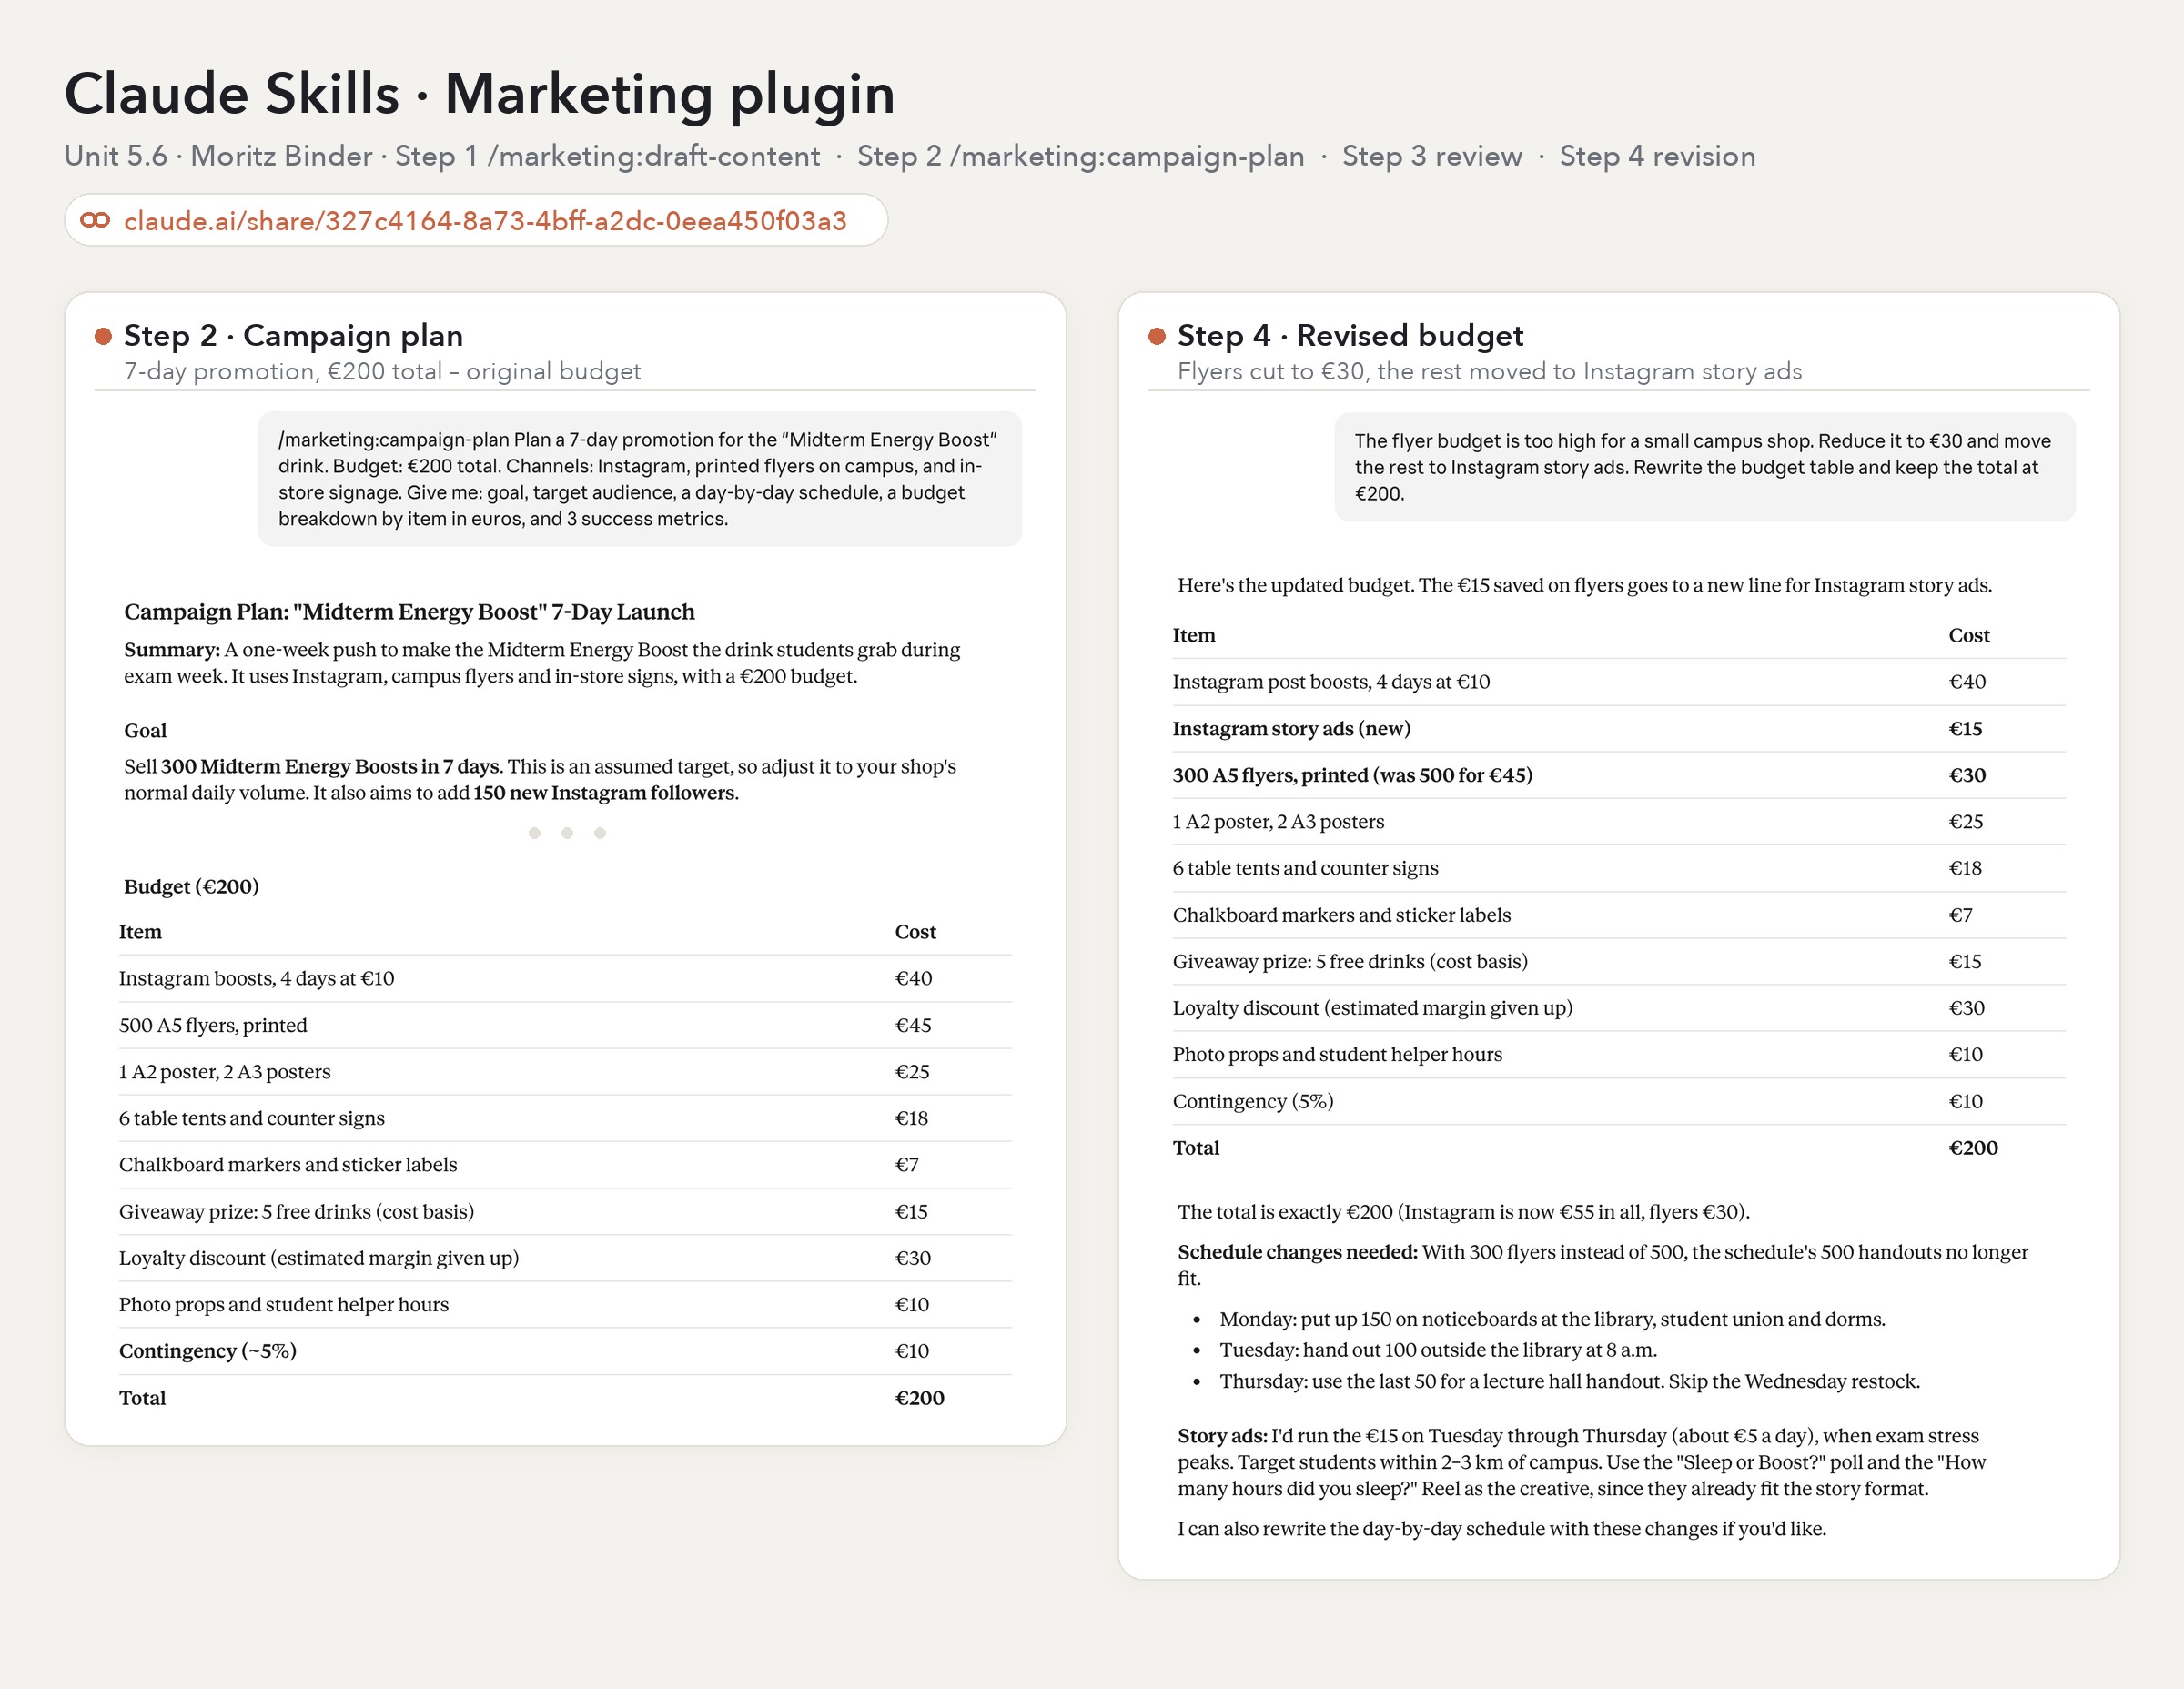 Claude Skills · Marketing plugin
Unit 5.6 · Moritz Binder · Step 1 /marketing:draft-content · Step 2 /marketing:campaign-plan · Step 3 review · Step 4 revision
claude.ai/share/327c4164-8a73-4bff-a2dc-0eea450f03a3
Step 2 · Campaign plan
7-day promotion, €200 total – original budget
/marketing:campaign-plan Plan a 7-day promotion for the "Midterm Energy Boost"
drink. Budget: €200 total. Channels: Instagram, printed flyers on campus, and in-
store signage. Give me: goal, target audience, a day-by-day schedule, a budget
breakdown by item in euros, and 3 success metrics.
Campaign Plan: "Midterm Energy Boost" 7-Day Launch
Summary: A one-week push to make the Midterm Energy Boost the drink students grab during
exam week. It uses Instagram, campus flyers and in-store signs, with a €200 budget.
Goal
Sell 300 Midterm Energy Boosts in 7 days. This is an assumed target, so adjust it to your shop's
normal daily volume. It also aims to add 150 new Instagram followers.
Budget (€200)
Item Cost
Instagram boosts, 4 days at €10 €40
500 A5 flyers, printed €45
1 A2 poster, 2 A3 posters €25
6 table tents and counter signs €18
Chalkboard markers and sticker labels €7
Giveaway prize: 5 free drinks (cost basis) €15
Loyalty discount (estimated margin given up) €30
Photo props and student helper hours €10
Contingency (~5%) €10
Total €200
Step 4 · Revised budget
Flyers cut to €30, the rest moved to Instagram story ads
The flyer budget is too high for a small campus shop. Reduce it to €30 and move
the rest to Instagram story ads. Rewrite the budget table and keep the total at
€200.
Here's the updated budget. The €15 saved on flyers goes to a new line for Instagram story ads.
Item Cost
Instagram post boosts, 4 days at €10 €40
Instagram story ads (new) €15
300 A5 flyers, printed (was 500 for €45) €30
1 A2 poster, 2 A3 posters €25
6 table tents and counter signs €18
Chalkboard markers and sticker labels €7
Giveaway prize: 5 free drinks (cost basis) €15
Loyalty discount (estimated margin given up) €30
Photo props and student helper hours €10
Contingency (5%) €10
Total €200
The total is exactly €200 (Instagram is now €55 in all, flyers €30).
Schedule changes needed: With 300 flyers instead of 500, the schedule's 500 handouts no longer
fit.
• Monday: put up 150 on noticeboards at the library, student union and dorms.
• Tuesday: hand out 100 outside the library at 8 a.m.
• Thursday: use the last 50 for a lecture hall handout. Skip the Wednesday restock.
Story ads: I'd run the €15 on Tuesday through Thursday (about €5 a day), when exam stress
peaks. Target students within 2–3 km of campus. Use the "Sleep or Boost?" poll and the "How
many hours did you sleep?" Reel as the creative, since they already fit the story format.
I can also rewrite the day-by-day schedule with these changes if you'd like.